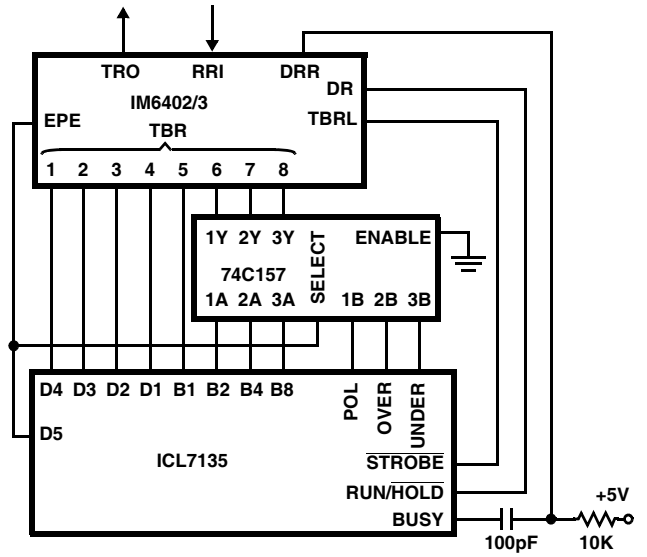 TRO RRI DRR
DR
IM6402/3
TBRL
EPE
TBR
1 2 3 4 5 6 7 8
1Y 2Y 3Y SELECT ENABLE
74C157
1A 2A 3A 1B 2B 3B
D4 D3 D2 D1 B1 B2 B4 B8 POL OVER UNDER
D5
ICL7135
STROBE
RUN/HOLD
+5V
BUSY
100pF 10K